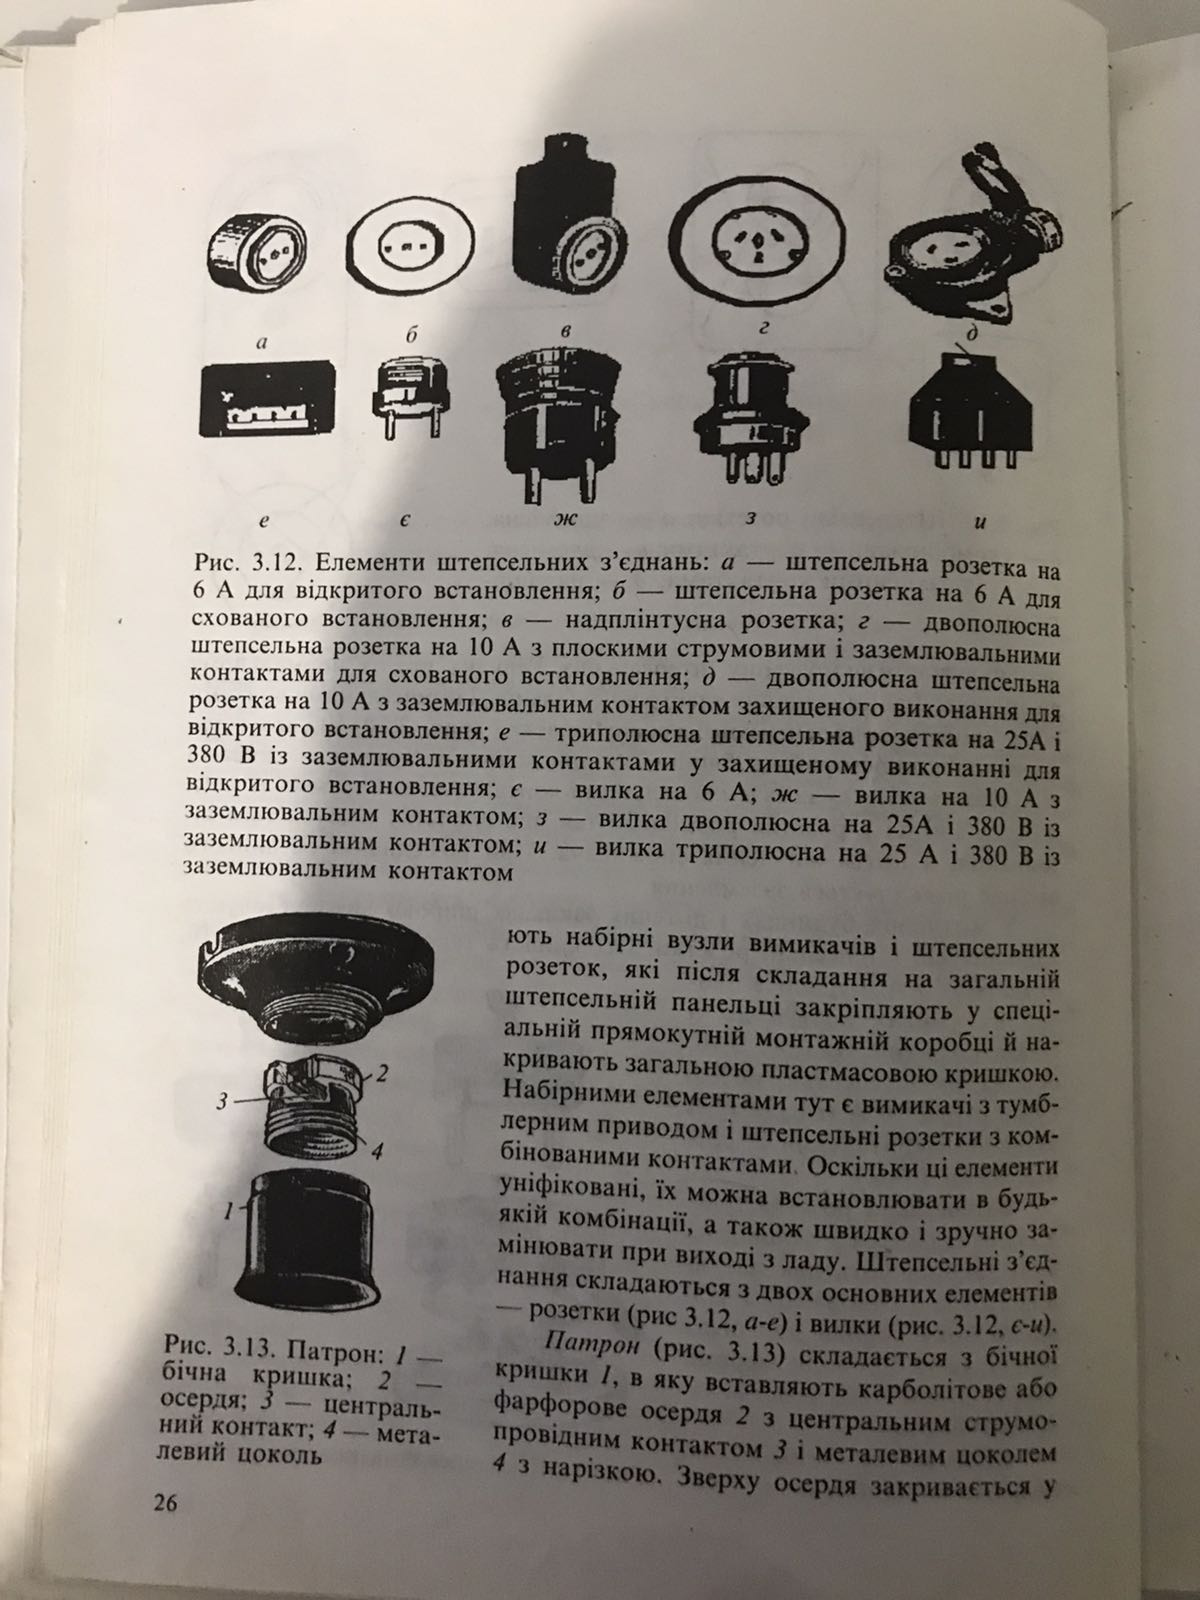 а
б
в
г
д
е
є
ж
з
и
Рис. 3.12. Елементи штепсельних з’єднань: а — штепсельна розетка на
6 А для відкритого встановлення; б — штепсельна розетка на 6 А для
схованого встановлення; в — надплінтусна розетка; г — двополюсна
штепсельна розетка на 10 А з плоскими струмовими і заземлювальними
контактами для схованого встановлення; д — двополюсна штепсельна
розетка на 10 А з заземлювальним контактом захищеного виконання для
відкритого встановлення; е — триполюсна штепсельна розетка на 25А і
380 В із заземлювальними контактами у захищеному виконанні для
відкритого встановлення; є — вилка на 6 А; ж — вилка на 10 А з
заземлювальним контактом; з — вилка двополюсна на 25А і 380 В із
заземлювальним контактом; и — вилка триполюсна на 25 А і 380 В із
заземлювальним контактом
2
3
4
1
Рис. 3.13. Патрон: 1 —
бічна кришка; 2 —
осердя; 3 — централь-
ний контакт; 4 — мета-
левий цоколь
ють набірні вузли вимикачів і штепсельних
розеток, які після складання на загальній
штепсельній панельці закріпляють у спеці-
альній прямокутній монтажній коробці й на-
кривають загальною пластмасовою кришкою.
Набірними елементами тут є вимикачі з тумб-
лерним приводом і штепсельні розетки з ком-
бінованими контактами. Оскільки ці елементи
уніфіковані, їх можна встановлювати в будь-
якій комбінації, а також швидко і зручно за-
мінювати при виході з ладу. Штепсельні з’єд-
нання складаються з двох основних елементів
— розетки (рис 3.12, а-е) і вилки (рис. 3.12, є-и).
Патрон (рис. 3.13) складається з бічної
кришки 1, в яку вставляють карболітове або
фарфорове осердя 2 з центральним струмо-
провідним контактом 3 і металевим цоколем
4 з нарізкою. Зверху осердя закривається у
26